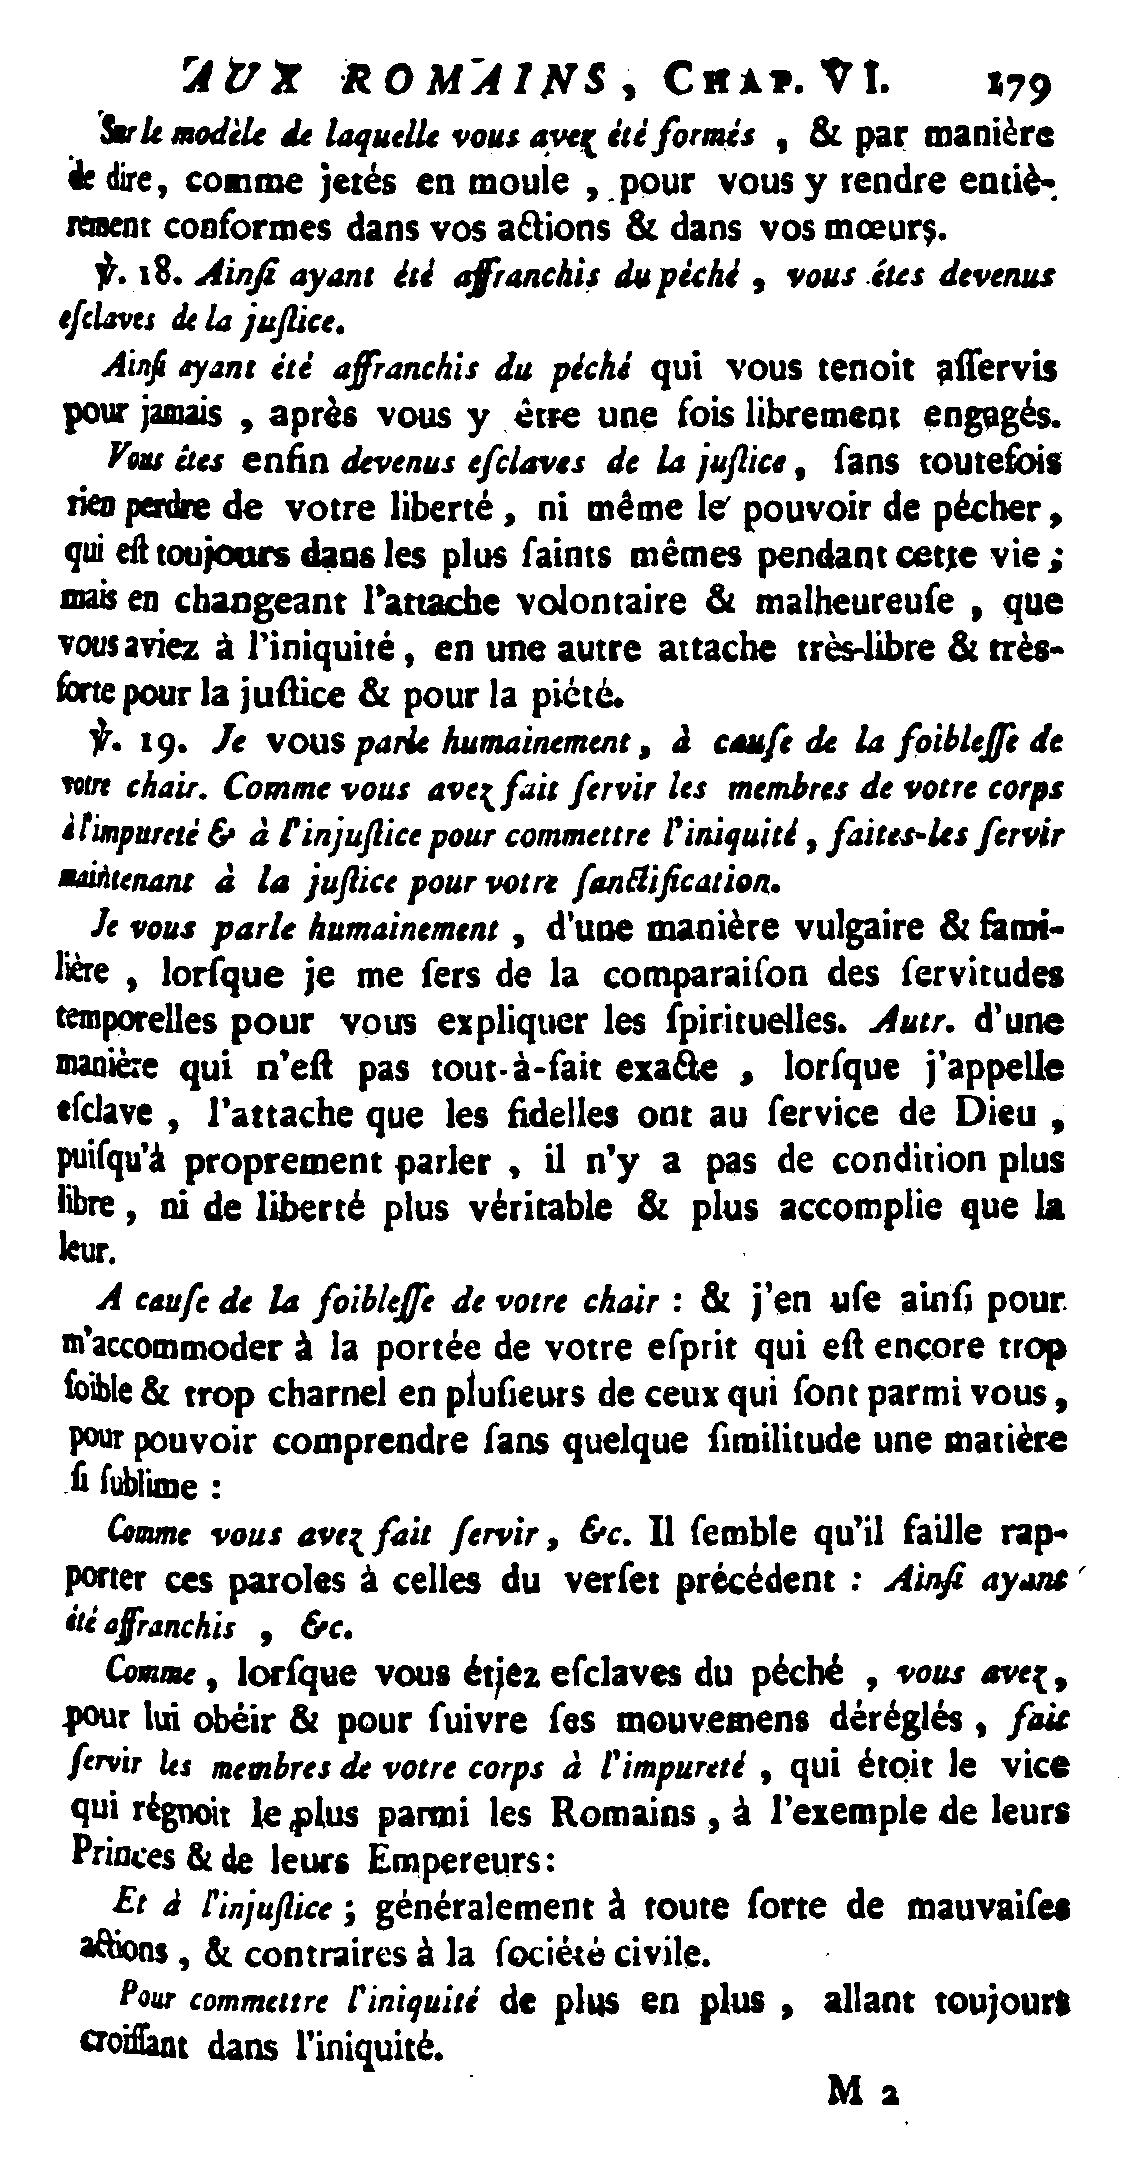 AUX ROMAINS, CHAP. VI. 179
Sur le modèle de laquelle vous avez été formés, & par manière
de dire, comme jetés en moule, pour vous y rendre entiè-
rement conformes dans vos actions & dans vos mœurs.
℣. 18. Ainſi ayant été affranchis du péché, vous êtes devenus
eſclaves de la juſtice.
Ainſi ayant été affranchis du péché qui vous tenoit aſſervis
pour jamais, après vous y être une fois librement engagés.
Vous êtes enfin devenus eſclaves de la juſtice, ſans toutefois
rien perdre de votre liberté, ni même le pouvoir de pécher,
qui eſt toujours dans les plus ſaints mêmes pendant cette vie;
mais en changeant l'attache volontaire & malheureuſe, que
vous aviez à l'iniquité, en une autre attache très-libre & très-
forte pour la juſtice & pour la piété.
℣. 19. Je vous parle humainement, à cauſe de la foibleſſe de
votre chair. Comme vous avez fait ſervir les membres de votre corps
à l'impureté & à l'injuſtice pour commettre l'iniquité, faites-les ſervir
maintenant à la juſtice pour votre ſanctification.
Je vous parle humainement, d'une manière vulgaire & fami-
lière, lorſque je me ſers de la comparaiſon des ſervitudes
temporelles pour vous expliquer les ſpirituelles. Autr. d'une
manière qui n'eſt pas tout-à-fait exacte, lorſque j'appelle
eſclave, l'attache que les fidelles ont au ſervice de Dieu,
puiſqu'à proprement parler, il n'y a pas de condition plus
libre, ni de liberté plus véritable & plus accomplie que la
leur.
A cauſe de la foibleſſe de votre chair : & j'en uſe ainſi pour
m'accommoder à la portée de votre eſprit qui eſt encore trop
foible & trop charnel en pluſieurs de ceux qui ſont parmi vous,
pour pouvoir comprendre ſans quelque ſimilitude une matière
ſi ſublime :
Comme vous avez fait ſervir, &c. Il ſemble qu'il faille rap-
porter ces paroles à celles du verſet précédent : Ainſi ayant
été affranchis, &c.
Comme, lorſque vous étiez eſclaves du péché, vous avez,
pour lui obéir & pour ſuivre ſes mouvemens déréglés, fait
ſervir les membres de votre corps à l'impureté, qui étoit le vice
qui régnoit le plus parmi les Romains, à l'exemple de leurs
Princes & de leurs Empereurs:
Et à l'injuſtice; généralement à toute ſorte de mauvaiſes
actions, & contraires à la ſociété civile.
Pour commettre l'iniquité de plus en plus, allant toujours
croiſſant dans l'iniquité.
M 2